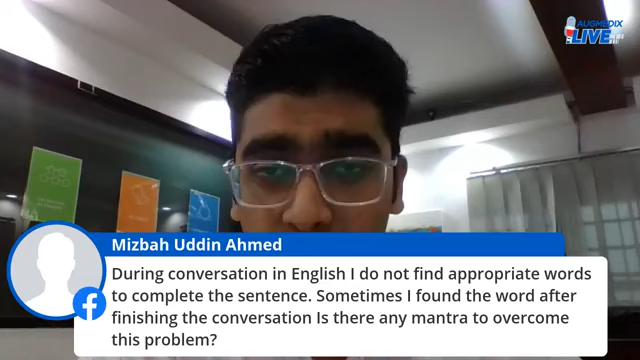 AUGMEDIX
LIVE
Mizbah Uddin Ahmed
During conversation in English I do not find appropriate words
to complete the sentence. Sometimes I found the word after
finishing the conversation Is there any mantra to overcome
this problem?